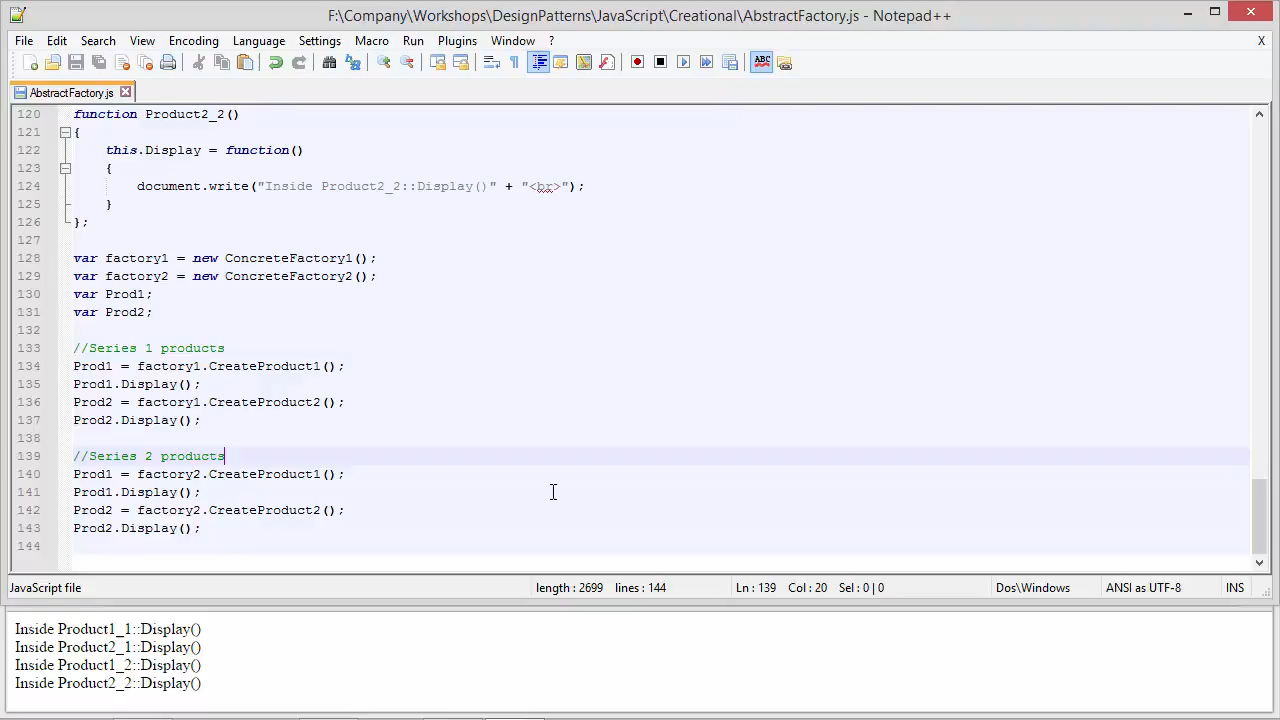 F:\Company\Workshops\DesignPatterns\JavaScript\Creational\AbstractFactory.js - Notepad++
File Edit Search View Encoding Language Settings Macro Run Plugins Window ? X
ABC
AbstractFactory.js
120 function Product2_2()
121 {
122 this.Display = function()
123 {
124 document.write("Inside Product2_2::Display()" + "<br>");
125 }
126 };
127
128 var factory1 = new ConcreteFactory1();
129 var factory2 = new ConcreteFactory2();
130 var Prod1;
131 var Prod2;
132
133 //Series 1 products
134 Prod1 = factory1.CreateProduct1();
135 Prod1.Display();
136 Prod2 = factory1.CreateProduct2();
137 Prod2.Display();
138
139 //Series 2 products
140 Prod1 = factory2.CreateProduct1();
141 Prod1.Display();
142 Prod2 = factory2.CreateProduct2();
143 Prod2.Display();
144
JavaScript file length : 2699 lines : 144 Ln : 139 Col : 20 Sel : 0 | 0 Dos\Windows ANSI as UTF-8 INS
Inside Product1_1::Display()
Inside Product2_1::Display()
Inside Product1_2::Display()
Inside Product2_2::Display()